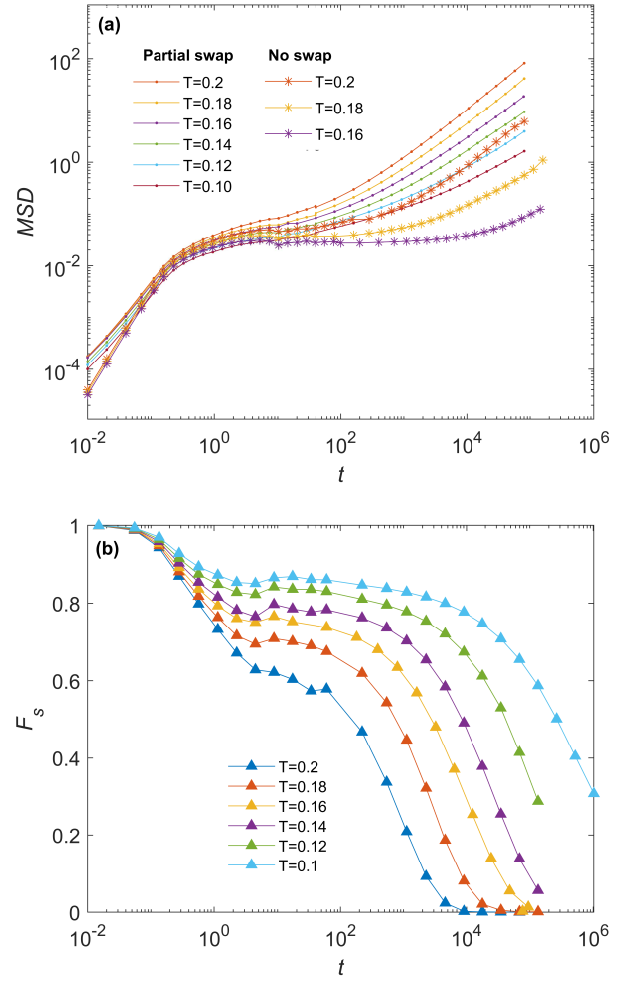 (a)
Partial swap
T=0.2
T=0.18
T=0.16
T=0.14
T=0.12
T=0.10
No swap
T=0.2
T=0.18
T=0.16
MSD
10^2
10^0
10^-2
10^-4
10^-2
10^0
10^2
10^4
10^6
t
(b)
F_s
1
0.8
0.6
0.4
0.2
0
T=0.2
T=0.18
T=0.16
T=0.14
T=0.12
T=0.1
10^-2
10^0
10^2
10^4
10^6
t